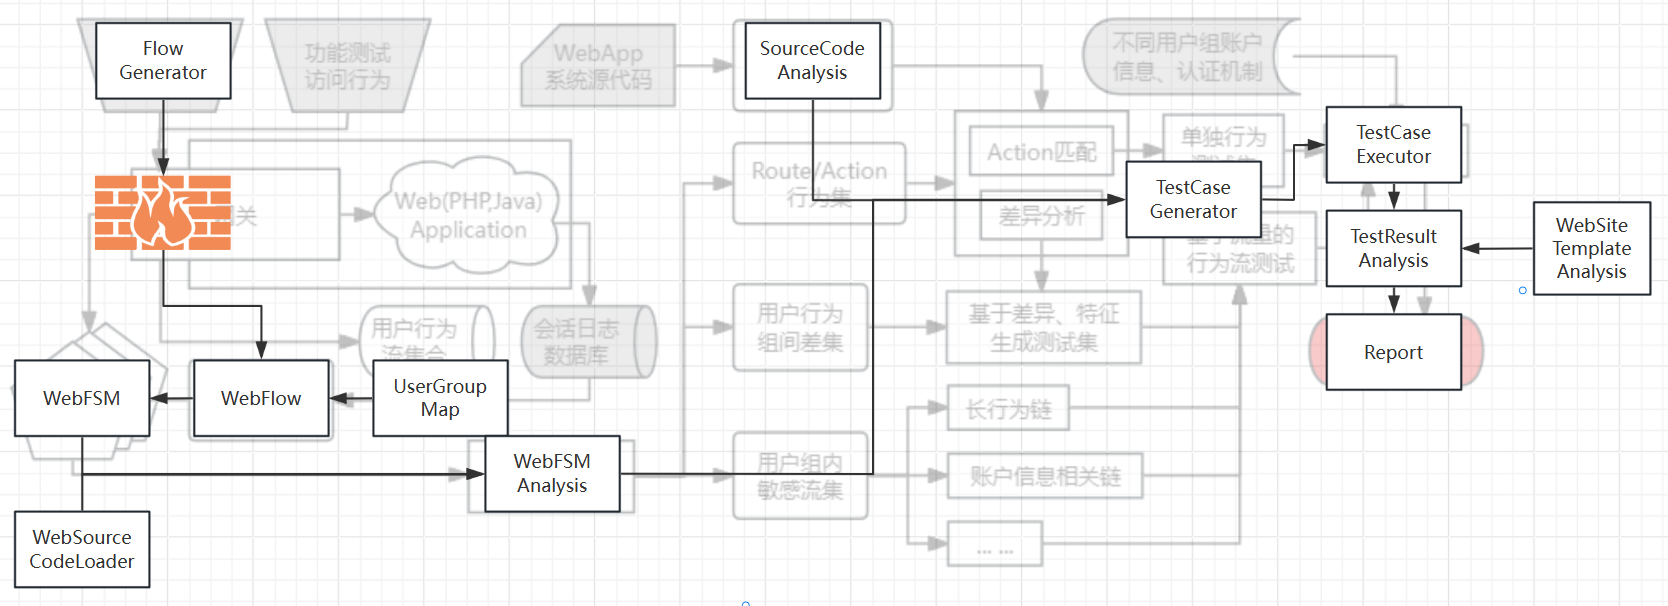 Flow
Generator
功能测试
访问行为
WebApp
系统源代码
SourceCode
Analysis
不同用户组账户
信息、认证机制
TestCase
Executor
Action匹配
单独行为
Route/Action
行为集
差异分析
TestCase
Generator
关
Web(PHP,Java)
Application
的
行为流测试
TestResult
Analysis
WebSite
Template
Analysis
用户行为
流集合
会话日志
数据库
用户行为
组间差集
基于差异、特征
生成测试集
Report
WebFSM
WebFlow
UserGroup
Map
长行为链
WebFSM
Analysis
用户组内
敏感流集
账户信息相关链
WebSource
CodeLoader
... ...